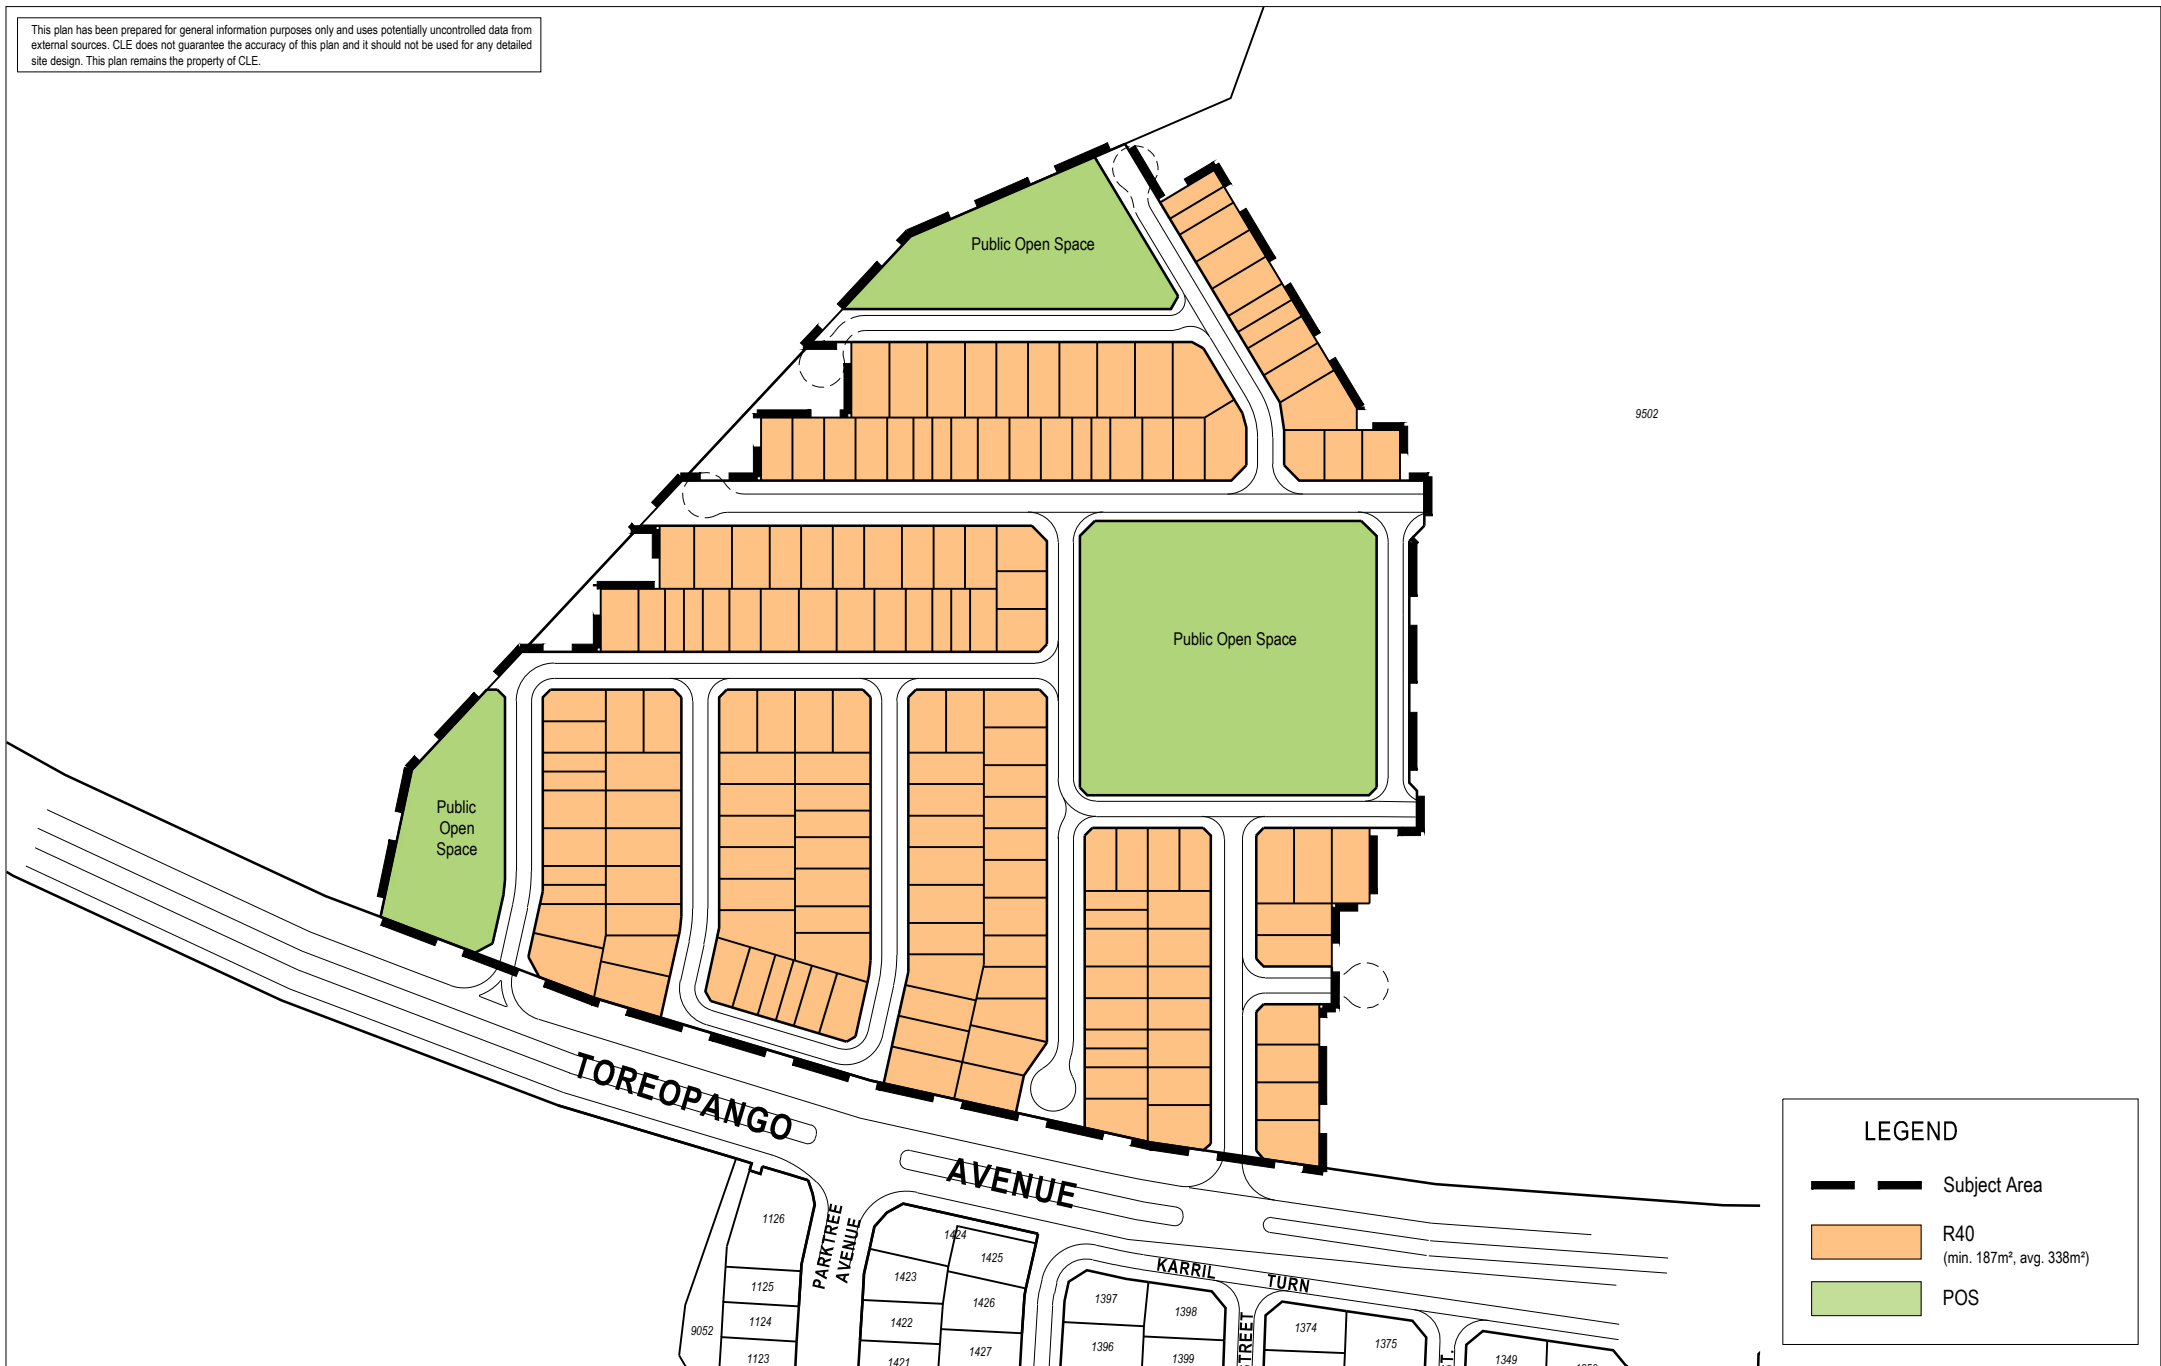 This plan has been prepared for general information purposes only and uses potentially uncontrolled data from
external sources. CLE does not guarantee the accuracy of this plan and it should not be used for any detailed
site design. This plan remains the property of CLE.
Public Open Space
9502
Public Open Space
Public
Open
Space
TOREOPANGO
AVENUE
PARKTREE
AVENUE
KARRIL
TURN
STREET
ST.
1126
1125
1124
1123
9052
1424
1425
1423
1426
1422
1427
1421
1397
1398
1396
1399
1374
1375
1349
LEGEND
Subject Area
R40
(min. 187m², avg. 338m²)
POS